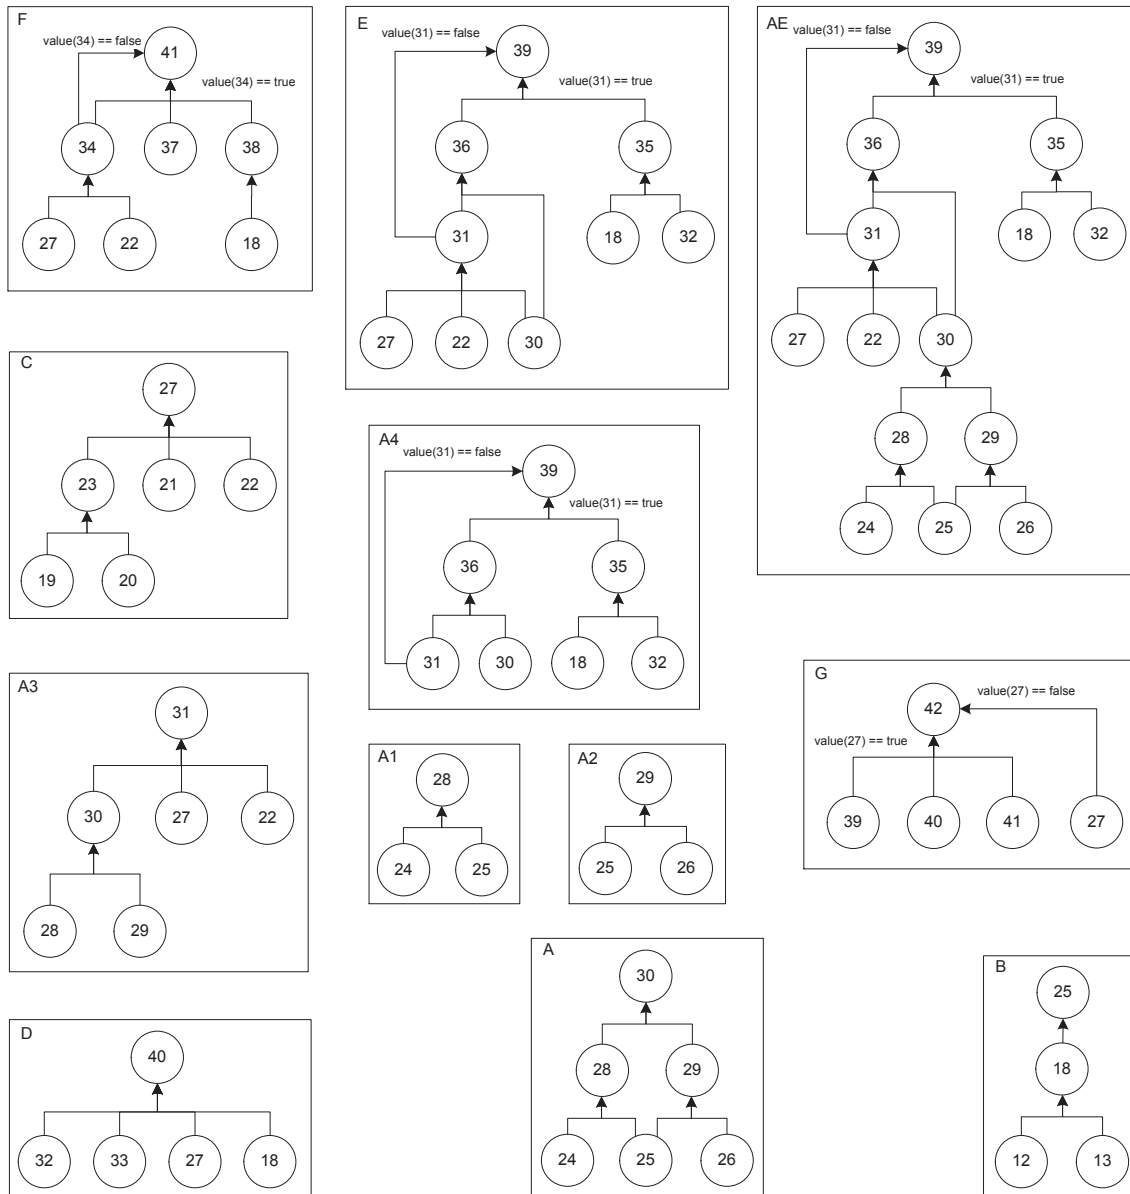 F
value(34) == false
41
value(34) == true
34 37 38
27 22 18
E
value(31) == false
39
value(31) == true
36 35
31 18 32
27 22 30
AE
value(31) == false
39
value(31) == true
36 35
31 18 32
27 22 30
28 29
24 25 26
C
27
23 21 22
19 20
A4
value(31) == false
39
value(31) == true
36 35
31 30 18 32
A3
31
30 27 22
28 29
A1
28
24 25
A2
29
25 26
G
value(27) == false
42
value(27) == true
39 40 41 27
D
40
32 33 27 18
A
30
28 29
24 25 26
B
25
18
12 13